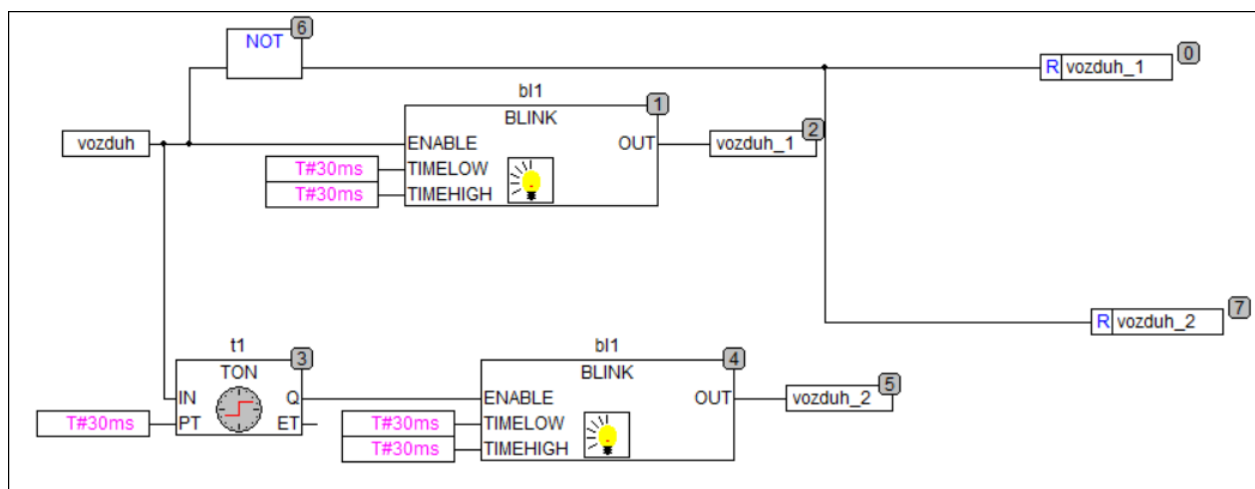 6
NOT
0
R vozduh_1
bl1
1
BLINK
2
vozduh
ENABLE OUT
vozduh_1
T#30ms TIMELOW
T#30ms TIMEHIGH
7
R vozduh_2
t1
3
TON
bl1
4
BLINK
5
IN Q
ENABLE OUT
vozduh_2
T#30ms PT ET
T#30ms TIMELOW
T#30ms TIMEHIGH